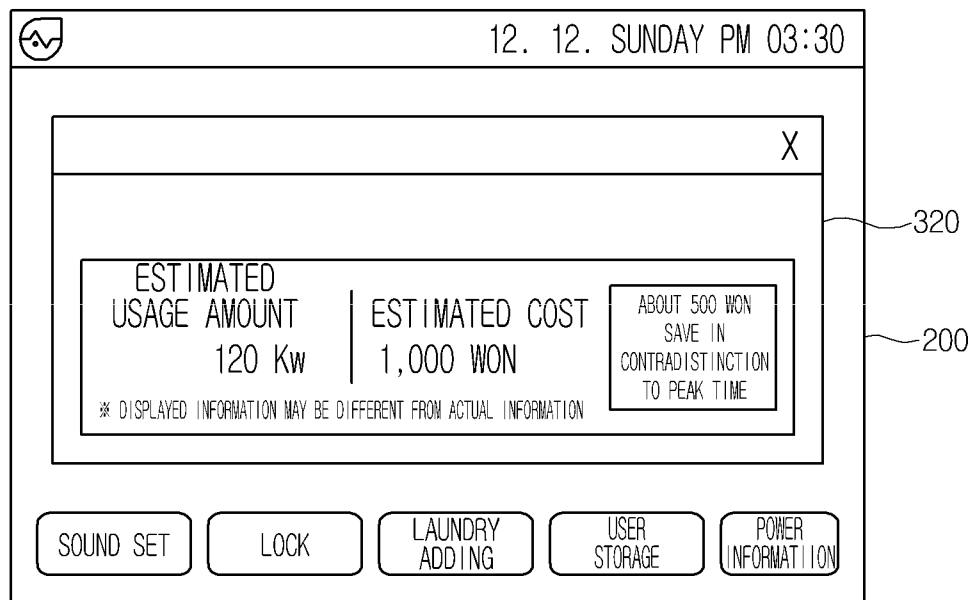 12. 12. SUNDAY PM 03:30
X
320
ESTIMATED
USAGE AMOUNT
120 Kw
ESTIMATED COST
1,000 WON
ABOUT 500 WON
SAVE IN
CONTRADISTINCTION
TO PEAK TIME
※ DISPLAYED INFORMATION MAY BE DIFFERENT FROM ACTUAL INFORMATION
200
SOUND SET
LOCK
LAUNDRY
ADDING
USER
STORAGE
POWER
INFORMATIION